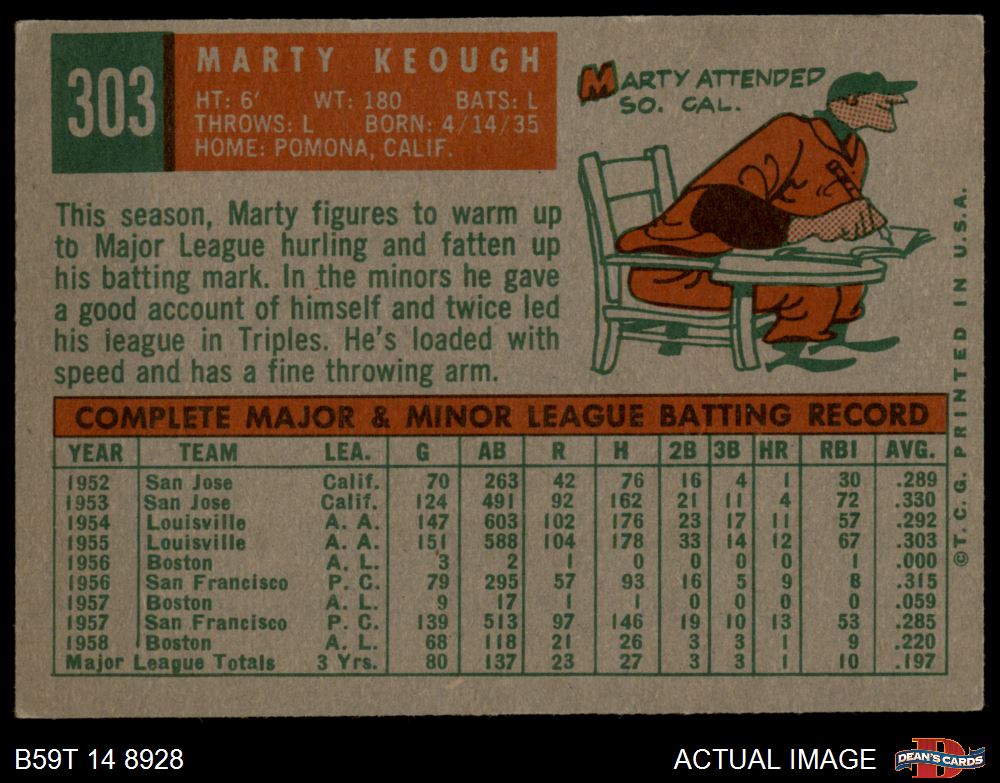 303
MARTY KEOUGH
HT: 6' WT: 180 BATS: L
THROWS: L BORN: 4/14/35
HOME: POMONA, CALIF.
MARTY ATTENDED
SO. CAL.
This season, Marty figures to warm up
to Major League hurling and fatten up
his batting mark. In the minors he gave
a good account of himself and twice led
his league in Triples. He's loaded with
speed and has a fine throwing arm.
COMPLETE MAJOR & MINOR LEAGUE BATTING RECORD
YEAR TEAM LEA. G AB R H 2B 3B HR RBI AVG.
1952 San Jose Calif. 70 263 42 76 16 4 1 30 .289
1953 San Jose Calif. 124 491 92 162 21 11 4 72 .330
1954 Louisville A. A. 147 603 102 176 23 17 11 57 .292
1955 Louisville A. A. 151 588 104 178 33 14 12 67 .303
1956 Boston A. L. 3 2 1 0 0 0 0 1 .000
1956 San Francisco P. C. 79 295 57 93 16 5 9 8 .315
1957 Boston A. L. 9 17 1 1 0 0 0 0 .059
1957 San Francisco P. C. 139 513 97 146 19 10 13 53 .285
1958 Boston A. L. 68 118 21 26 3 3 1 9 .220
Major League Totals 3 Yrs. 80 137 23 27 3 3 1 10 .197
©T.C.G. PRINTED IN U.S.A.
B59T 14 8928
ACTUAL IMAGE
D
DEAN'S CARDS